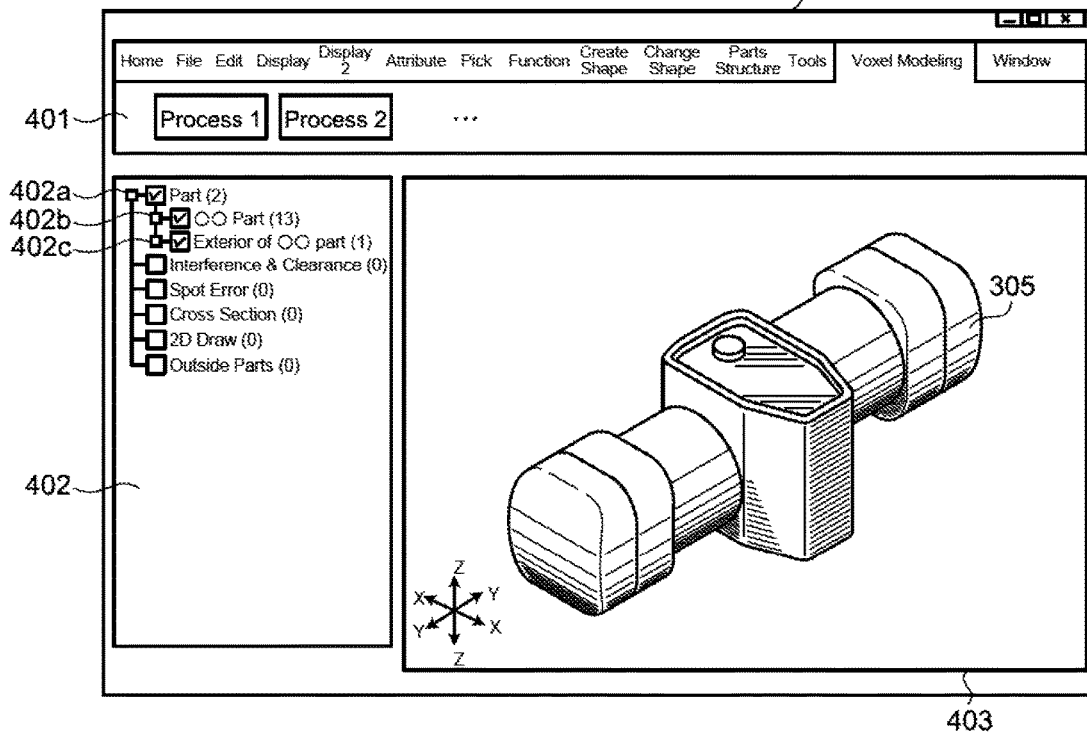 Home File Edit Display Display 2 Attribute Pick Function Create Shape Change Shape Parts Structure Tools Voxel Modeling Window
401 Process 1 Process 2 ...
402a Part (2)
402b ○○ Part (13)
402c Exterior of ○○ part (1)
Interference & Clearance (0)
Spot Error (0)
Cross Section (0)
2D Draw (0)
Outside Parts (0)
305
402
Z
X Y
Y X
Z
403